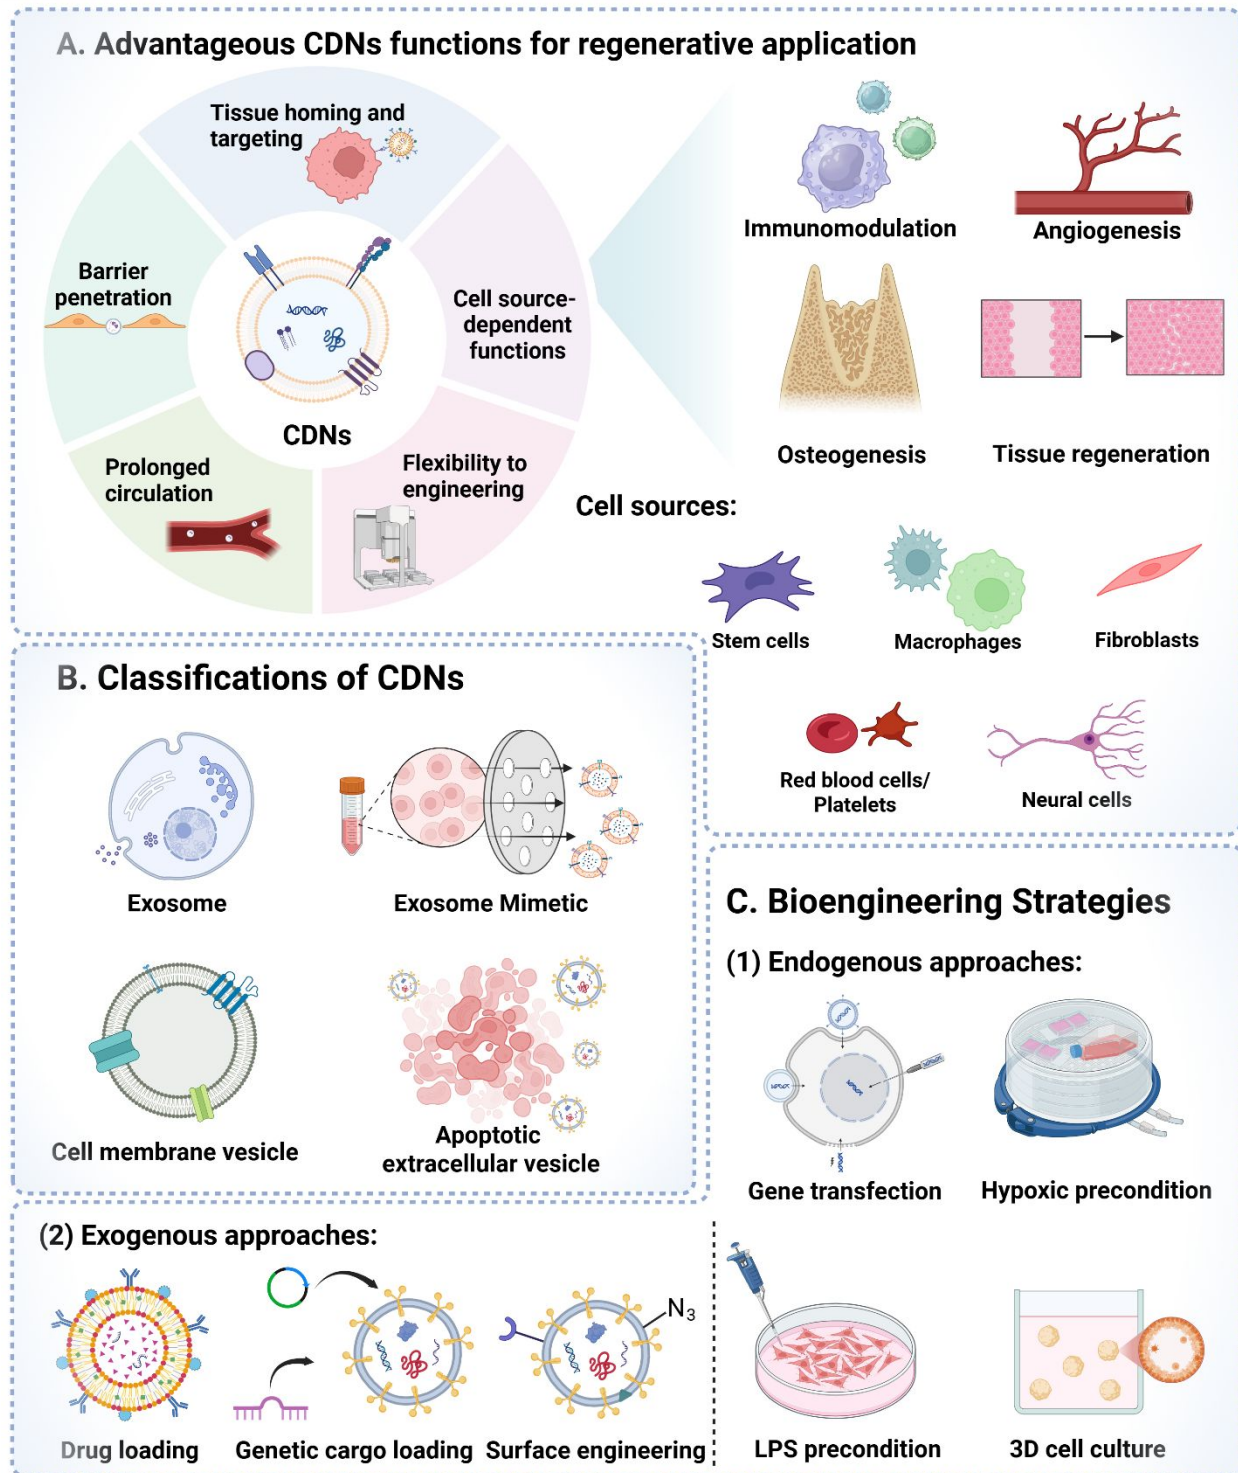 A. Advantageous CDNs functions for regenerative application
Tissue homing and
targeting
Barrier
penetration
Cell source-
dependent
functions
CDNs
Prolonged
circulation
Flexibility to
engineering
Immunomodulation
Angiogenesis
Osteogenesis
Tissue regeneration
Cell sources:
Stem cells
Macrophages
Fibroblasts
Red blood cells/
Platelets
Neural cells
B. Classifications of CDNs
Exosome
Exosome Mimetic
Cell membrane vesicle
Apoptotic
extracellular vesicle
C. Bioengineering Strategies
(1) Endogenous approaches:
Gene transfection
Hypoxic precondition
LPS precondition
3D cell culture
(2) Exogenous approaches:
N3
Drug loading
Genetic cargo loading
Surface engineering